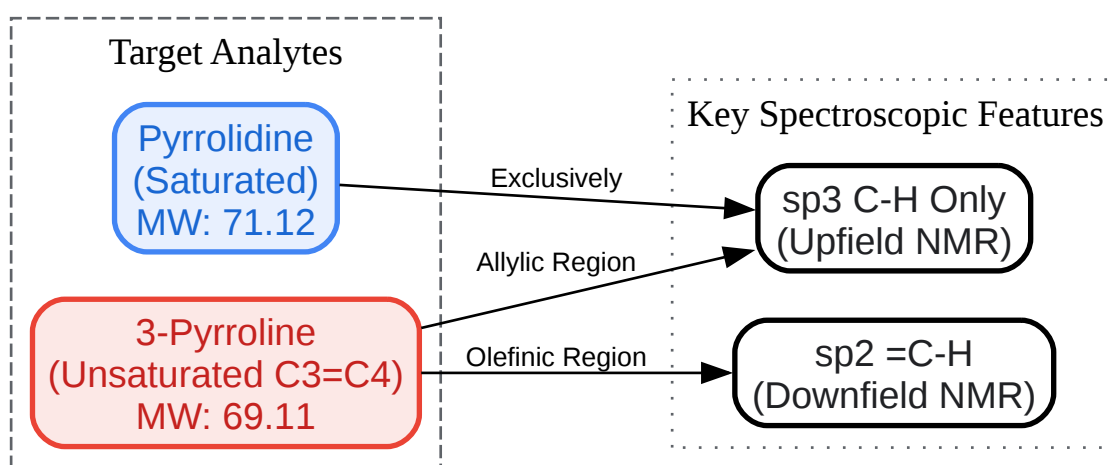 Target Analytes
Pyrrolidine
(Saturated)
MW: 71.12
3-Pyrroline
(Unsaturated C3=C4)
MW: 69.11
Exclusively
Allylic Region
Olefinic Region
Key Spectroscopic Features
sp3 C-H Only
(Upfield NMR)
sp2 =C-H
(Downfield NMR)